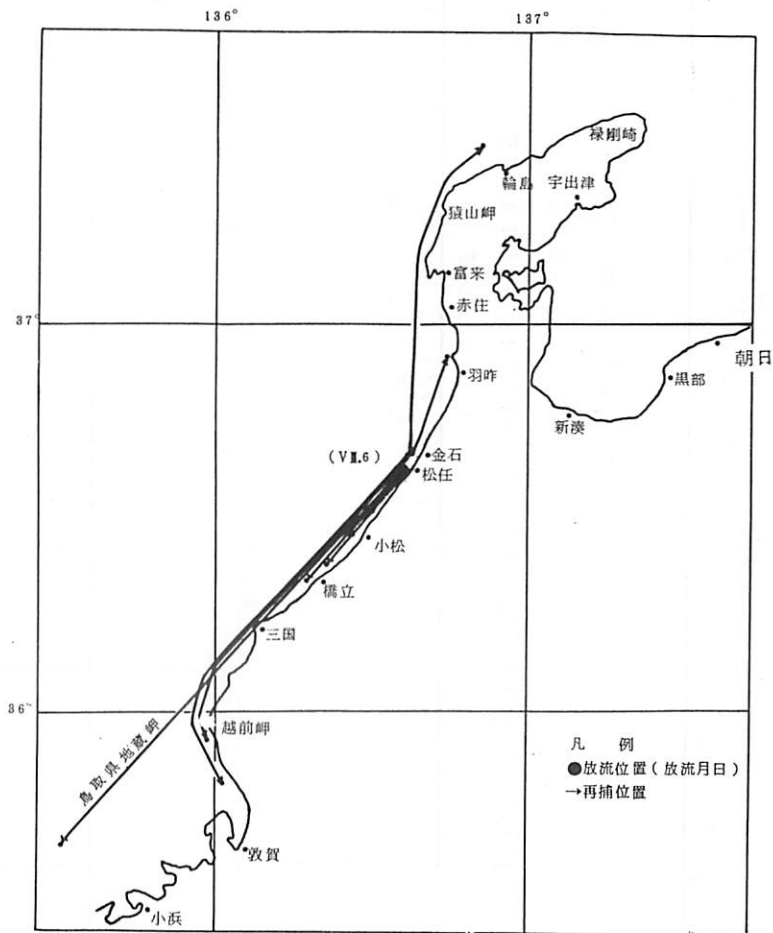 136°
137°
禄剛崎
輪島
宇出津
猿山岬
富来
赤住
37°
朝日
羽咋
黒部
新湊
(Ⅷ.6)
金石
松任
小松
橋立
三国
36°
越前岬
鳥取県地蔵岬
凡 例
●放流位置(放流月日)
→再捕位置
敦賀
小浜